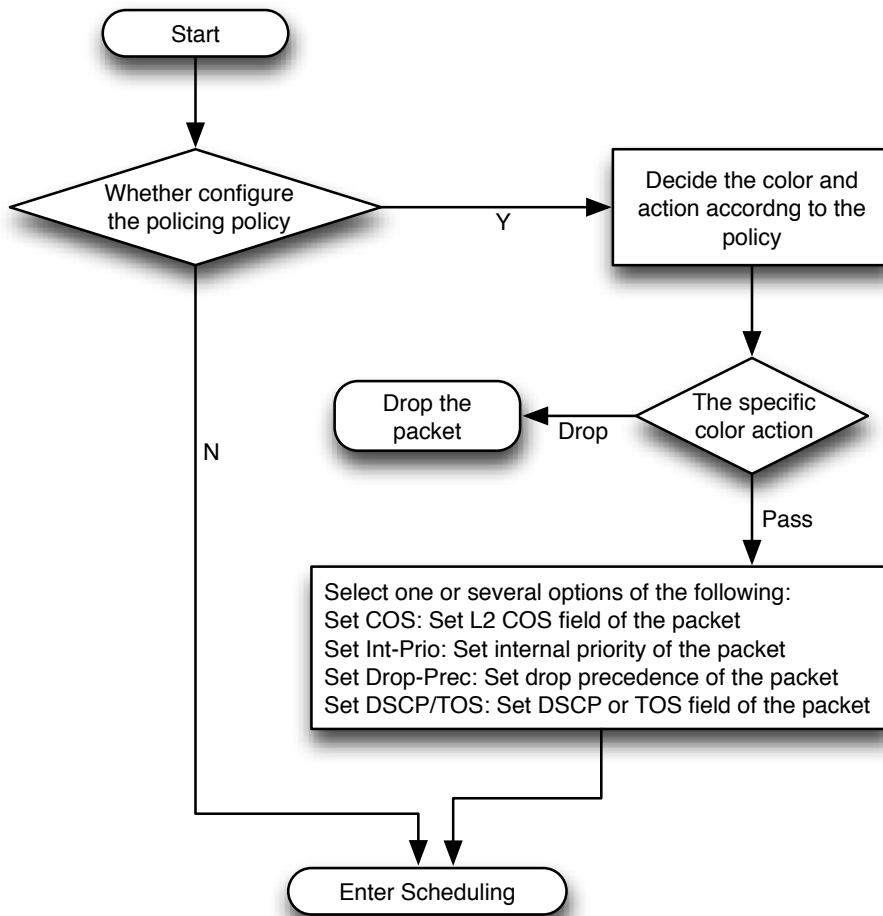 Start
Whether configure
the policing policy
Y
Decide the color and
action accordng to the
policy
The specific
color action
Drop
Drop the
packet
N
Pass
Select one or several options of the following:
Set COS: Set L2 COS field of the packet
Set Int-Prio: Set internal priority of the packet
Set Drop-Prec: Set drop precedence of the packet
Set DSCP/TOS: Set DSCP or TOS field of the packet
Enter Scheduling